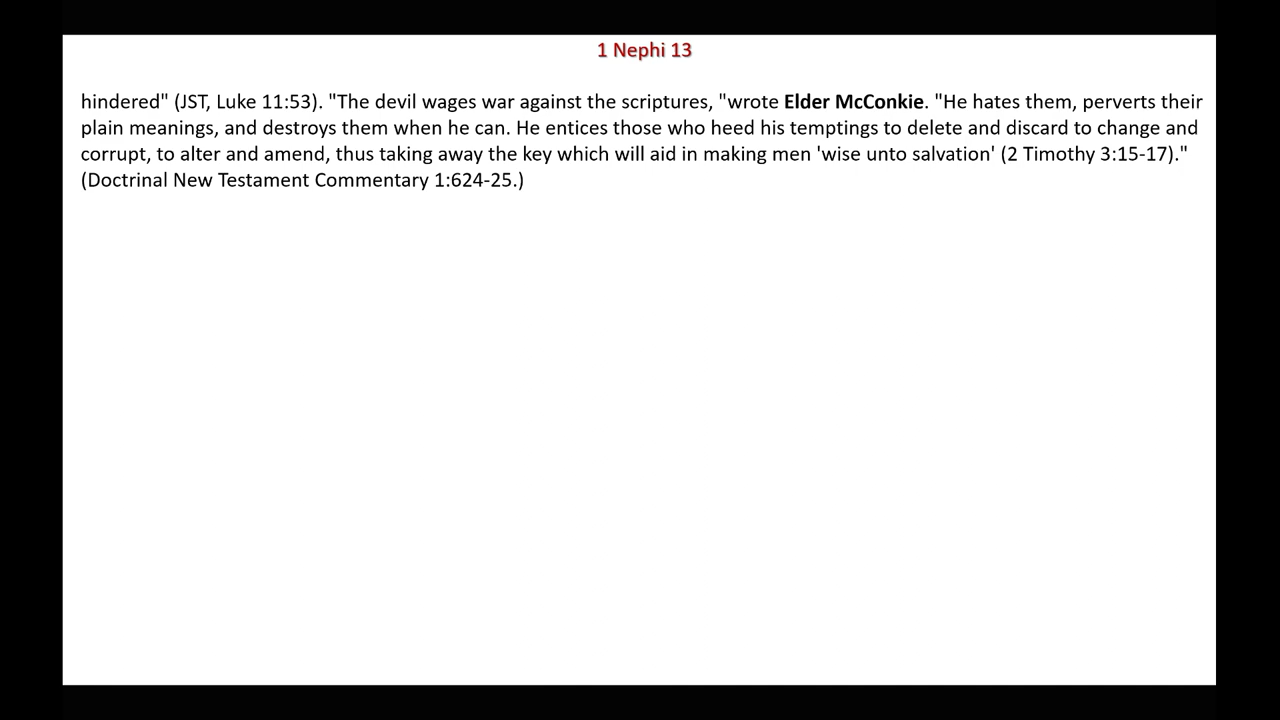 1 Nephi 13
hindered" (JST, Luke 11:53). "The devil wages war against the scriptures, "wrote Elder McConkie. "He hates them, perverts their
plain meanings, and destroys them when he can. He entices those who heed his temptings to delete and discard to change and
corrupt, to alter and amend, thus taking away the key which will aid in making men 'wise unto salvation' (2 Timothy 3:15-17)."
(Doctrinal New Testament Commentary 1:624-25.)